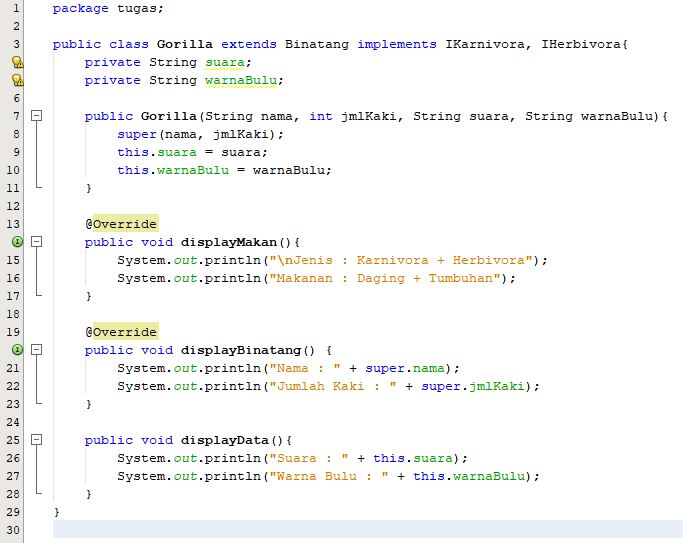 1 package tugas;
2
3 public class Gorilla extends Binatang implements IKarnivora, IHerbivora{
private String suara;
private String warnaBulu;
6
7 public Gorilla(String nama, int jmlKaki, String suara, String warnaBulu){
8 super(nama, jmlKaki);
9 this.suara = suara;
10 this.warnaBulu = warnaBulu;
11 }
12
13 @Override
public void displayMakan(){
15 System.out.println("\nJenis : Karnivora + Herbivora");
16 System.out.println("Makanan : Daging + Tumbuhan");
17 }
18
19 @Override
public void displayBinatang() {
21 System.out.println("Nama : " + super.nama);
22 System.out.println("Jumlah Kaki : " + super.jmlKaki);
23 }
24
25 public void displayData(){
26 System.out.println("Suara : " + this.suara);
27 System.out.println("Warna Bulu : " + this.warnaBulu);
28 }
29 }
30